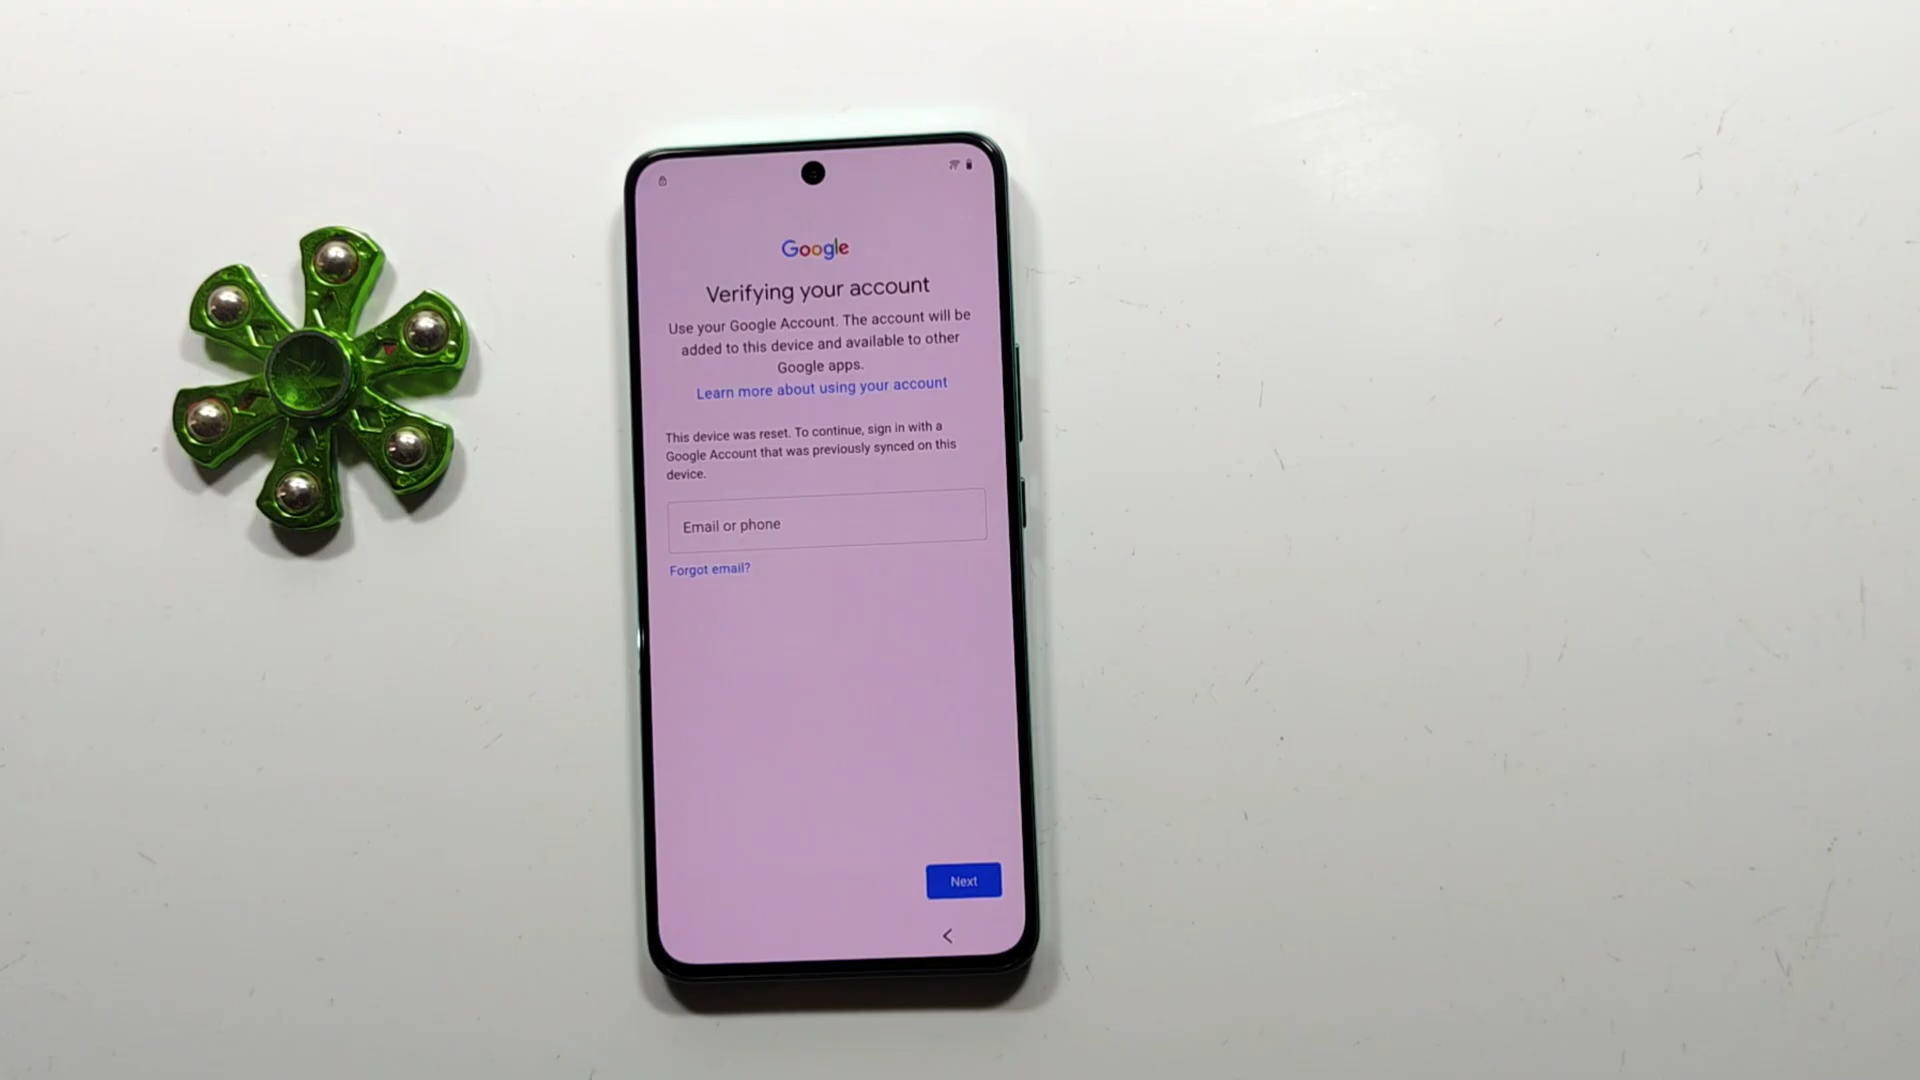 Google
Verifying your account
Use your Google Account. The account will be
added to this device and available to other
Google apps.
Learn more about using your account
This device was reset. To continue, sign in with a
Google Account that was previously synced on this
device.
Email or phone
Forgot email?
Next